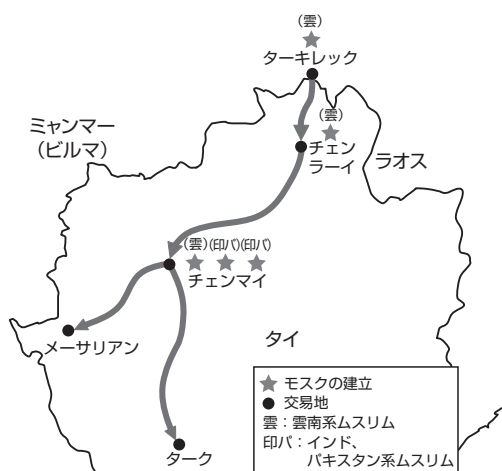 (雲)
ターキレック
ミャンマー
(ビルマ)
(雲)
チェン
ラーイ
ラオス
(雲)(印パ)(印パ)
チェンマイ
メーサリアン
タイ
ターク
★ モスクの建立
● 交易地
雲：雲南系ムスリム
印パ：インド、
パキスタン系ムスリム